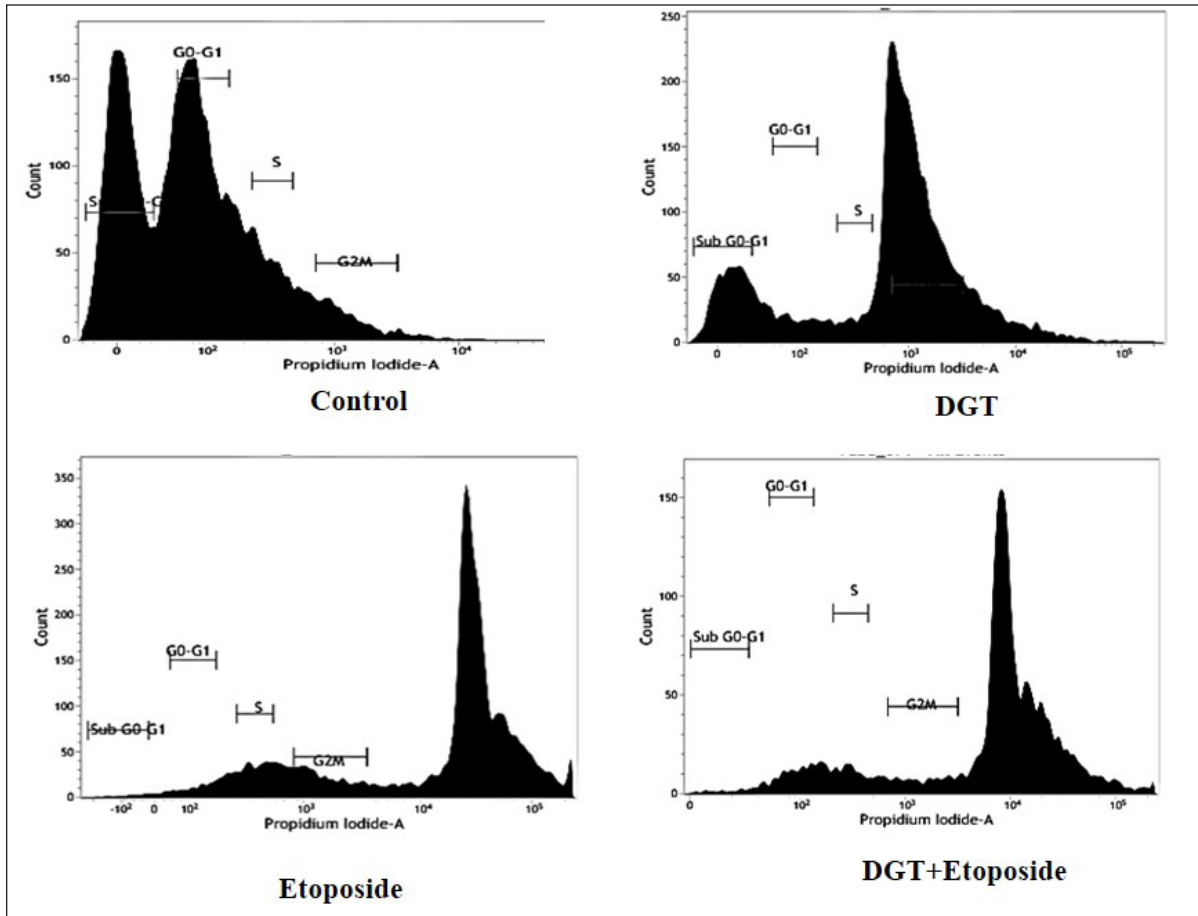 G0-G1
S
S -C
G2M
Count
150
100
50
0
0 10² 10³ 10⁴
Propidium Iodide-A
Control
G0-G1
S
Sub G0-G1
Count
250
200
150
100
50
0
0 10² 10³ 10⁴ 10⁵
Propidium Iodide-A
DGT
G0-G1
S
Sub G0-G1
G2M
Count
350
300
250
200
150
100
50
0
-10² 0 10² 10³ 10⁴ 10⁵
Propidium Iodide-A
Etoposide
G0-G1
S
Sub G0-G1
G2M
Count
150
100
50
0
0 10² 10³ 10⁴ 10⁵
Propidium Iodide-A
DGT+Etoposide